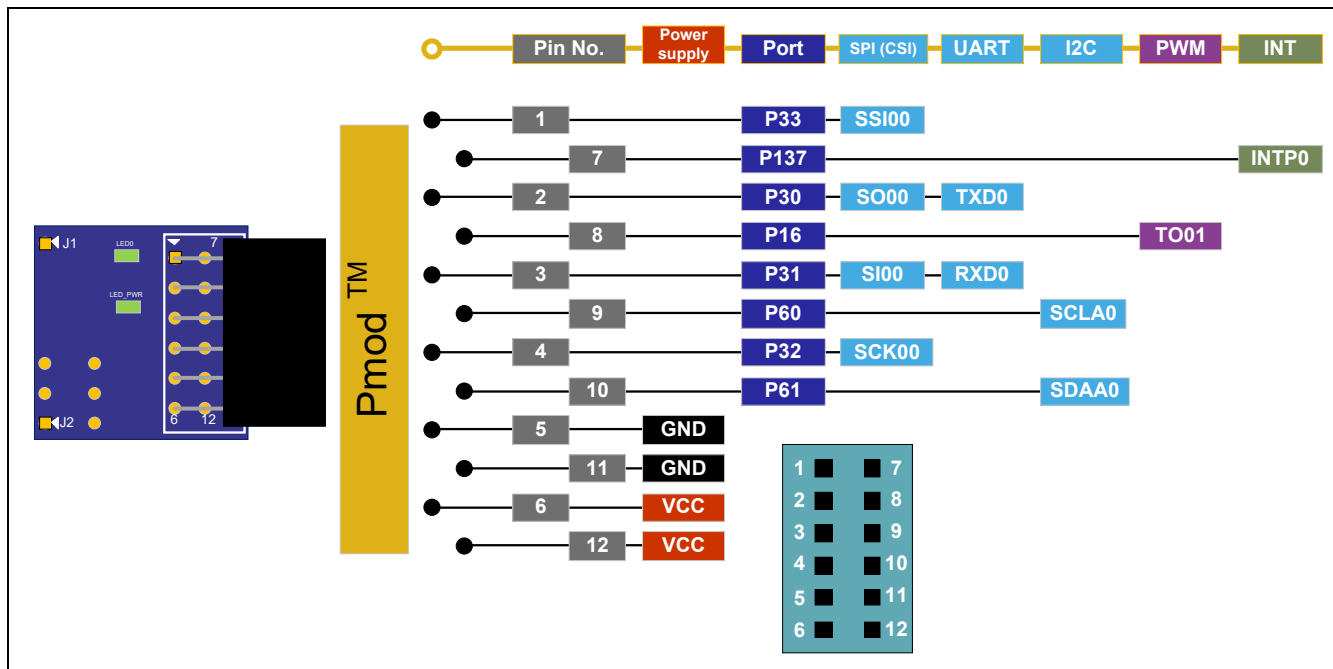 Pin No. Power supply Port SPI (CSI) UART I2C PWM INT
1 P33 SSI00
7 P137 INTP0
2 P30 SO00 TXD0
8 P16 TO01
3 P31 SI00 RXD0
9 P60 SCLA0
4 P32 SCK00
10 P61 SDAA0
5 GND
11 GND
6 VCC
12 VCC
Pmod™
J1 LED0 7
LED_PWR
J2 6 12
1 7
2 8
3 9
4 10
5 11
6 12